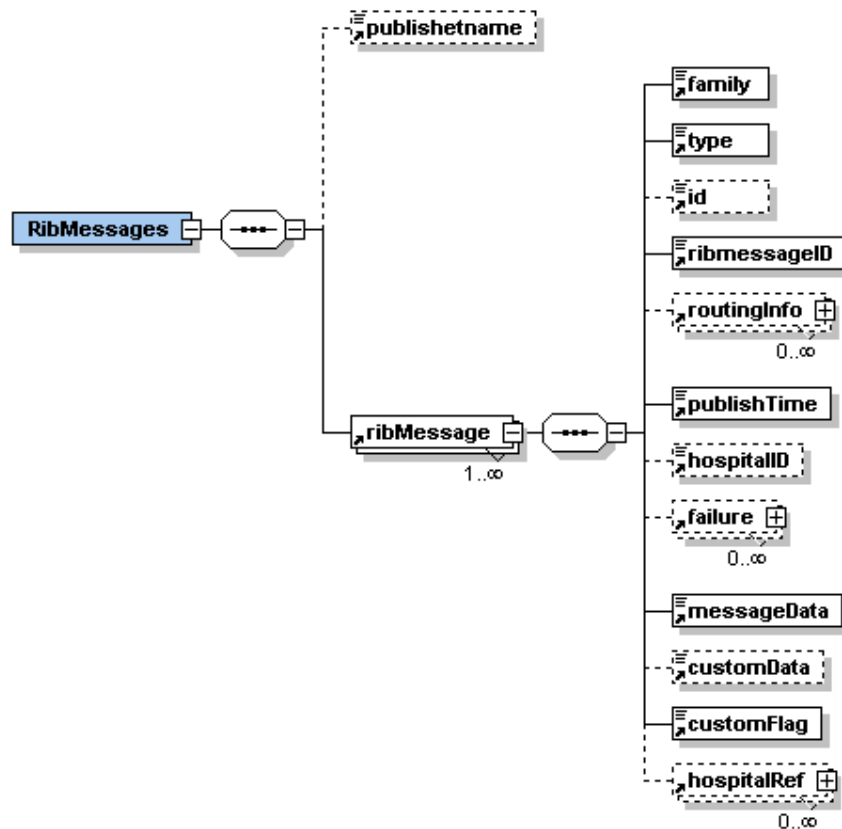 publishetname
family
type
id
RibMessages
ribmessageID
routingInfo
0..∞
publishTime
ribMessage
1..∞
hospitalID
failure
0..∞
messageData
customData
customFlag
hospitalRef
0..∞